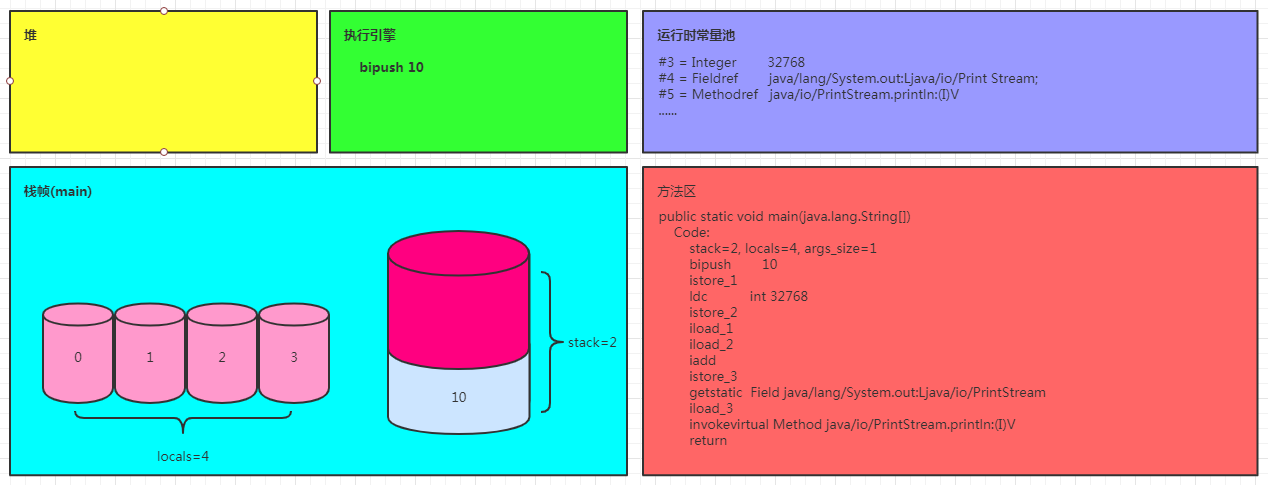 堆
执行引擎
bipush 10
运行时常量池
#3 = Integer 32768
#4 = Fieldref java/lang/System.out:Ljava/io/Print Stream;
#5 = Methodref java/io/PrintStream.println:(I)V
......
栈帧(main)
0
1
2
3
locals=4
10
stack=2
方法区
public static void main(java.lang.String[])
Code:
stack=2, locals=4, args_size=1
bipush 10
istore_1
ldc int 32768
istore_2
iload_1
iload_2
iadd
istore_3
getstatic Field java/lang/System.out:Ljava/io/PrintStream
iload_3
invokevirtual Method java/io/PrintStream.println:(I)V
return